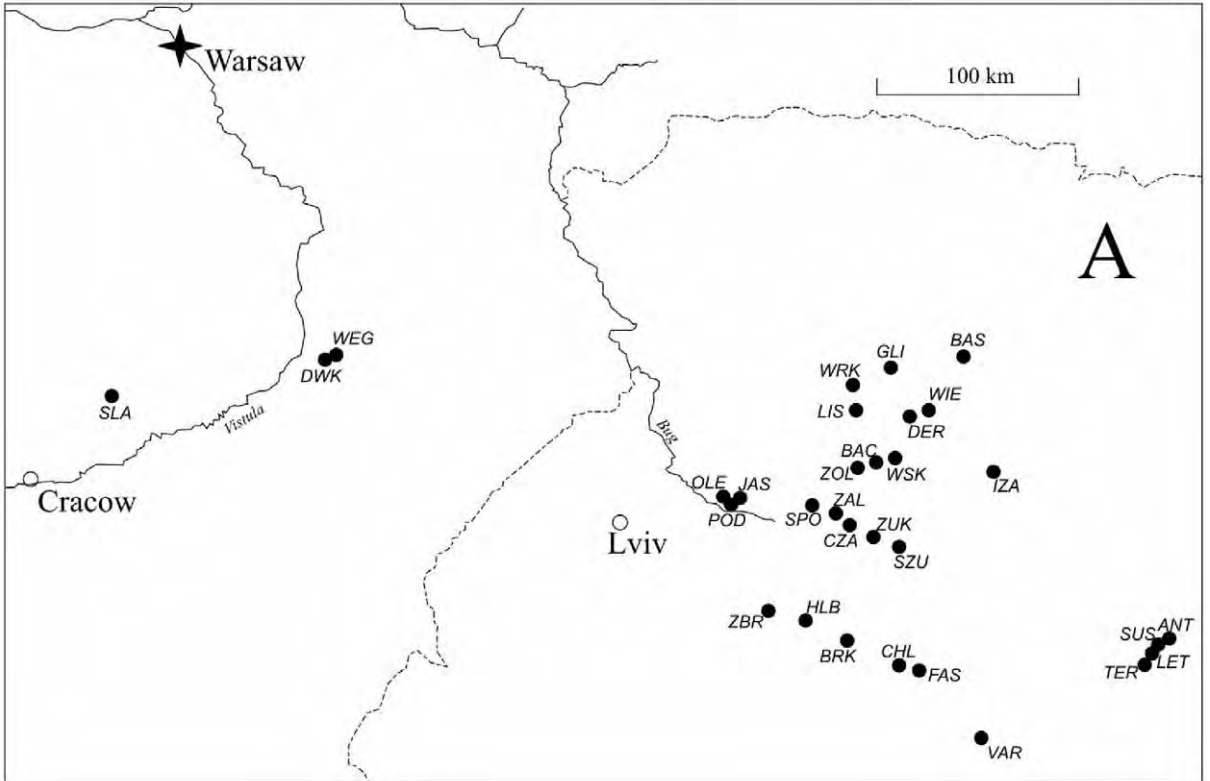 Warsaw
100 km
A
WEG
DWK
SLA
Vistula
Cracow
Bug
Lviv
BAS
GLI
WRK
WIE
LIS
DER
BAC
WSK
ZOL
IZA
OLE
JAS
POD
SPO
ZAL
CZA
ZUK
SZU
ZBR
HLB
BRK
CHL
FAS
SUS
ANT
LET
TER
VAR